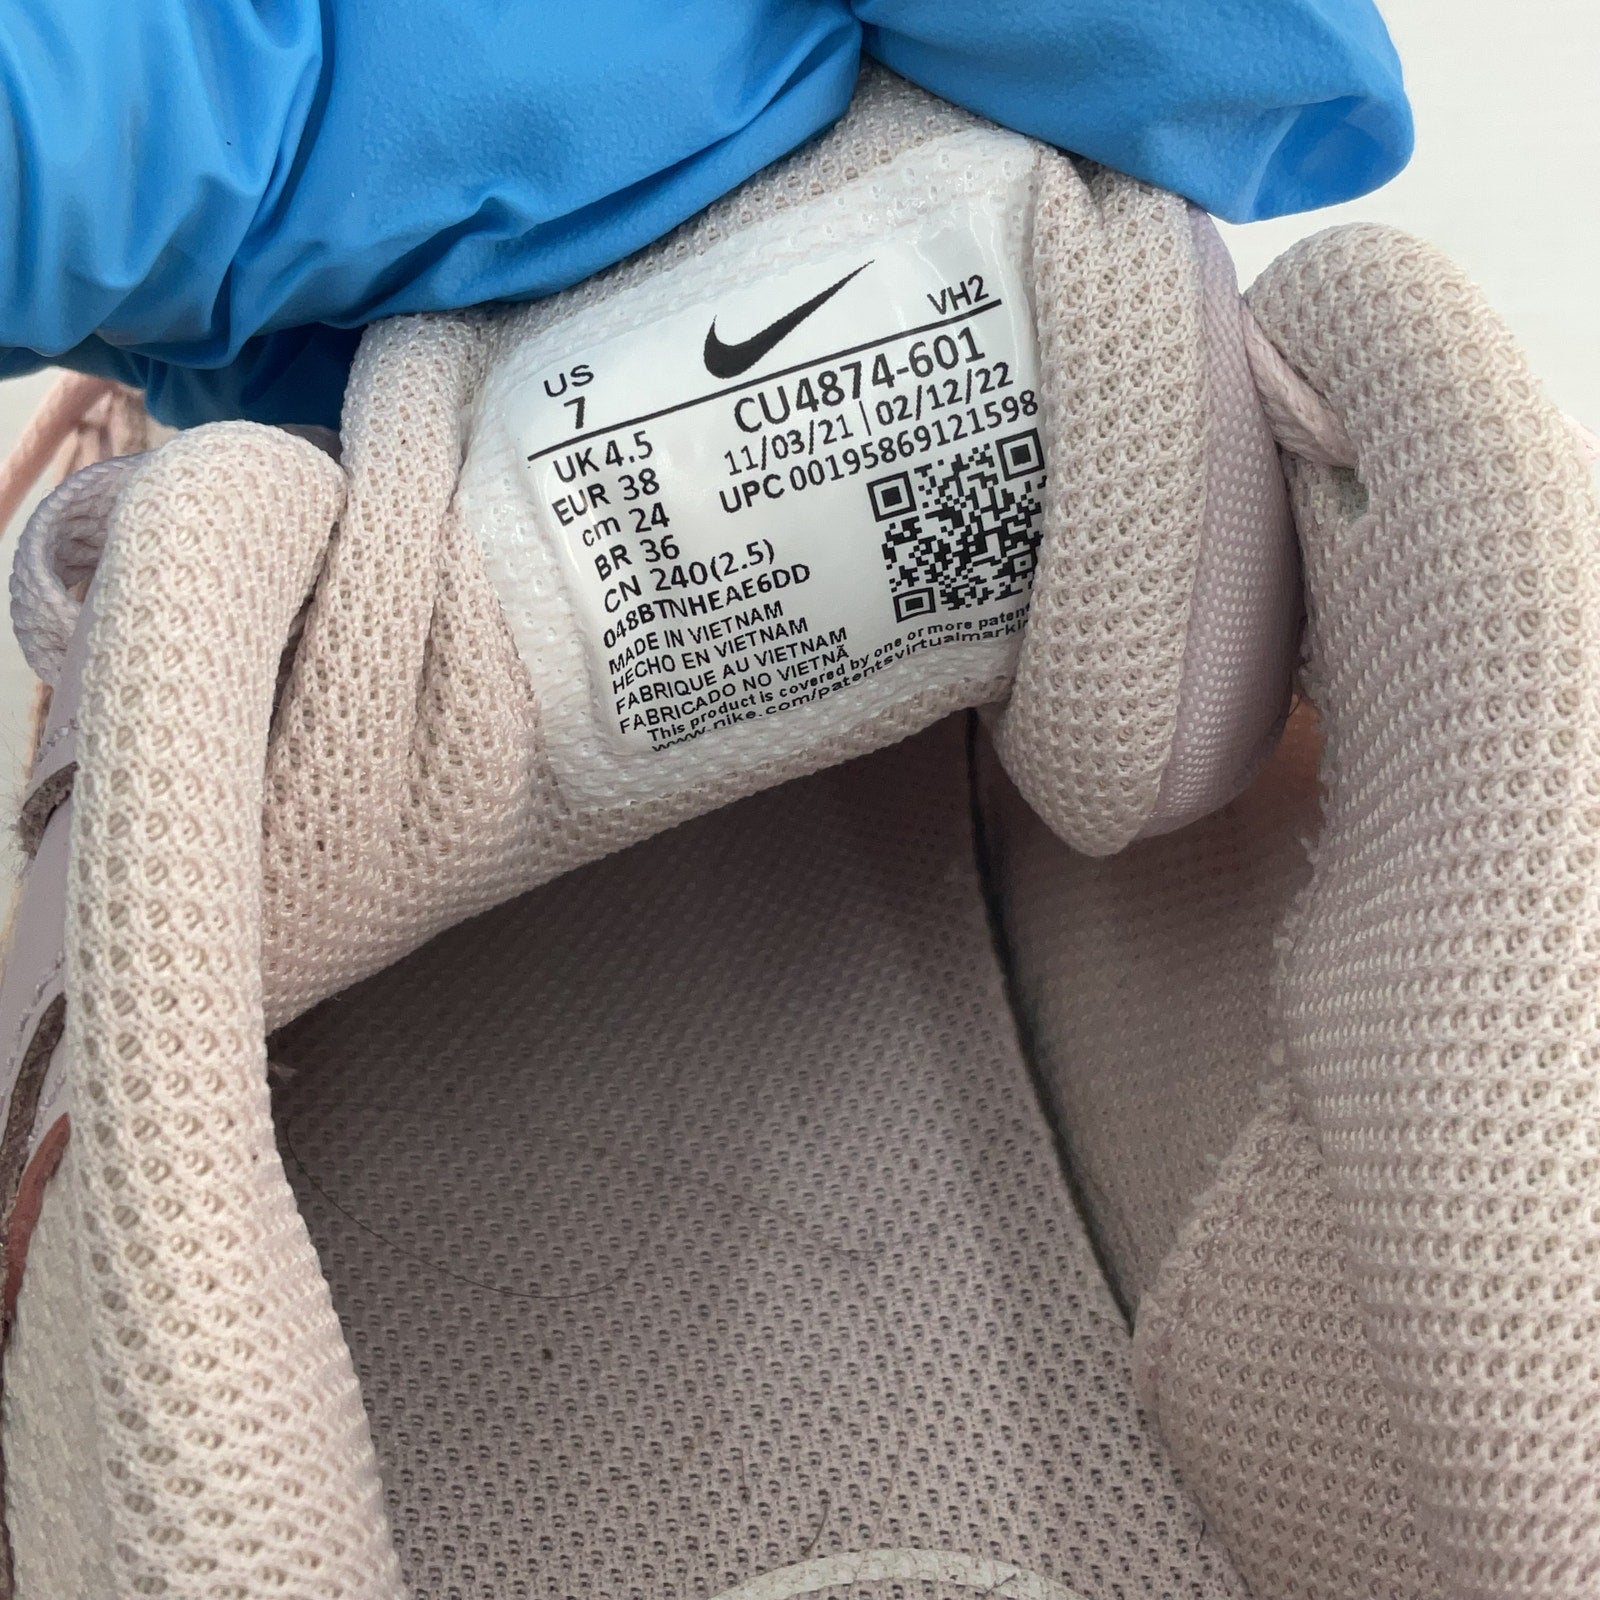 VH2
US
7
CU4874-601
UK 4.5
11/03/21 | 02/12/22
EUR 38
UPC 00195869121598
cm 24
BR 36
CN 240(2.5)
048BTNHEAE6DD
MADE IN VIETNAM
HECHO EN VIETNAM
FABRIQUE AU VIETNAM
FABRICADO NO VIETNÃ
This product is covered by one or more
www.nike.com/patentsvirtualmarki